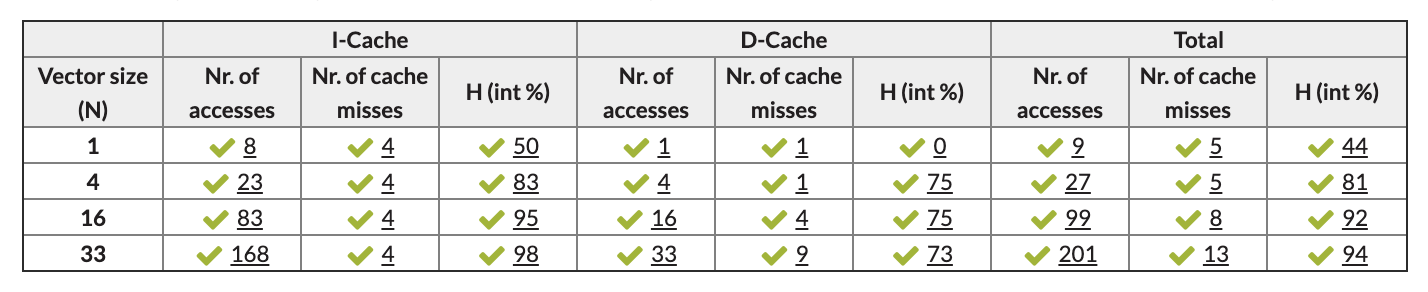 I-Cache D-Cache Total
Vector size (N) Nr. of accesses Nr. of cache misses H (int %) Nr. of accesses Nr. of cache misses H (int %) Nr. of accesses Nr. of cache misses H (int %)
1 8 4 50 1 1 0 9 5 44
4 23 4 83 4 1 75 27 5 81
16 83 4 95 16 4 75 99 8 92
33 168 4 98 33 9 73 201 13 94